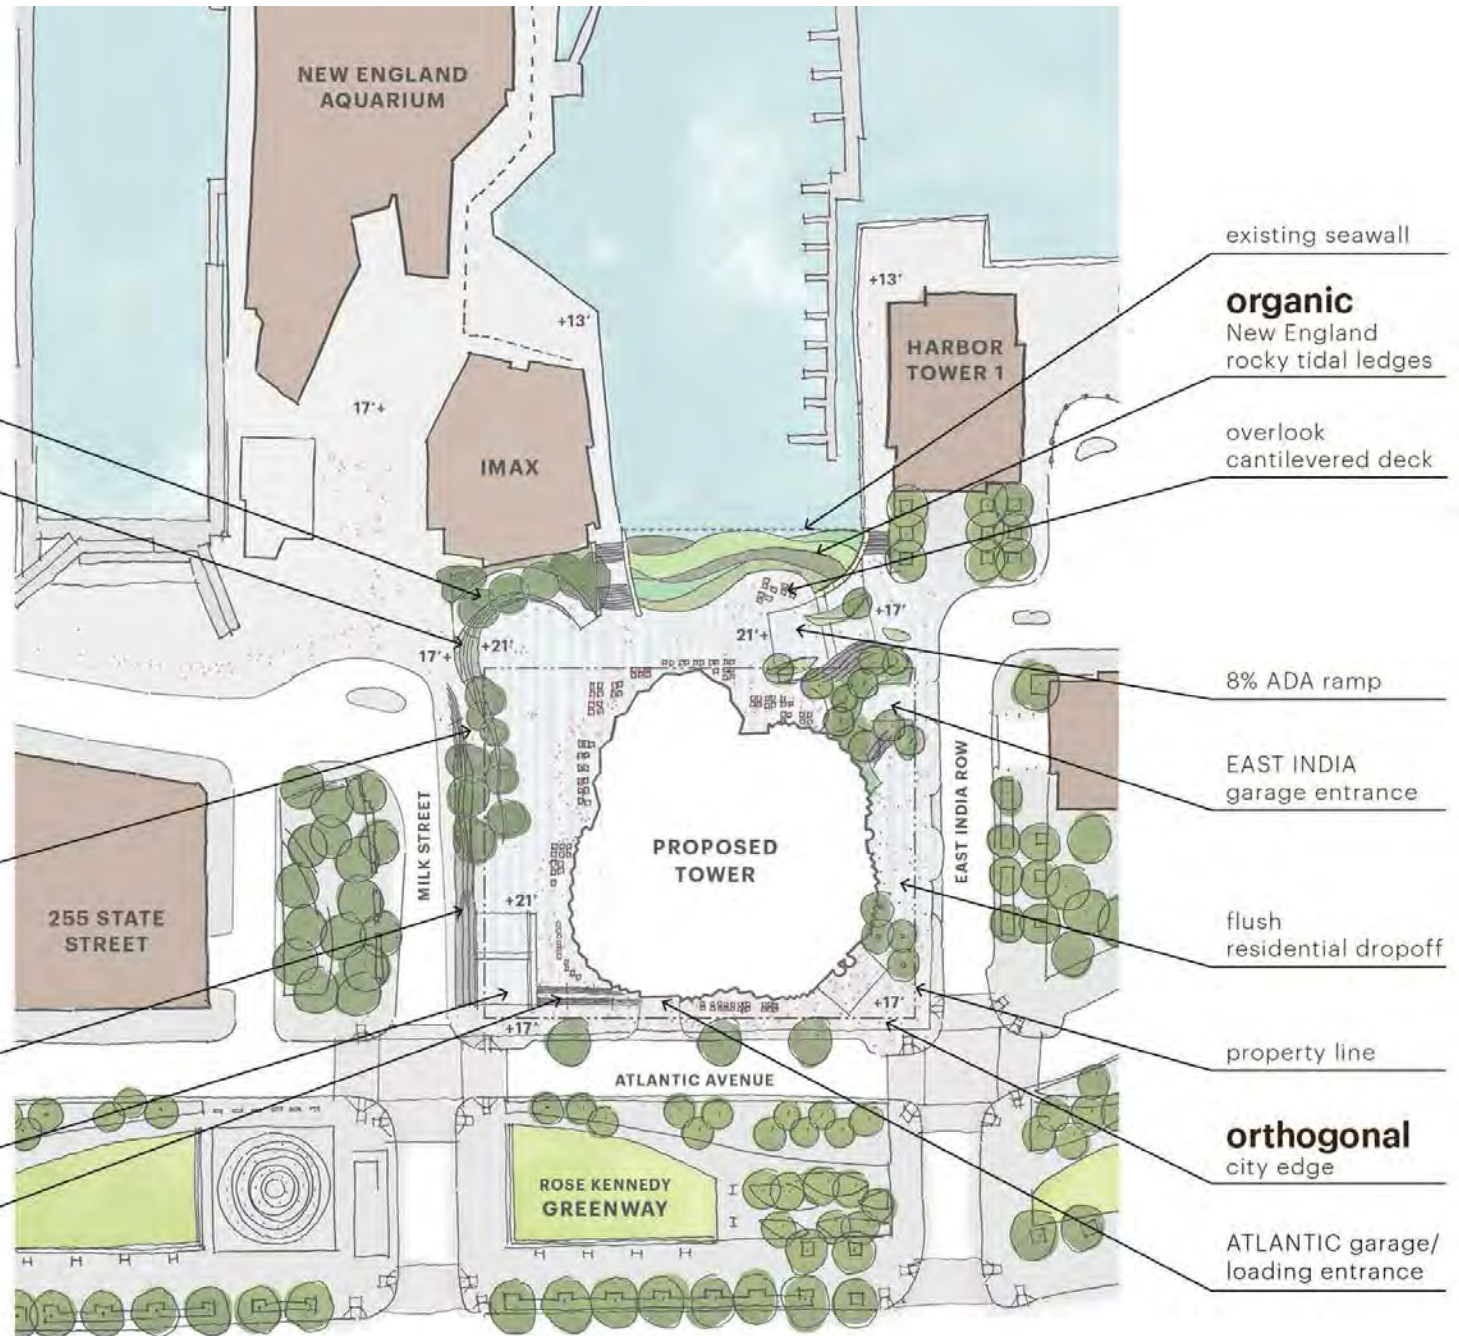 NEW ENGLAND
AQUARIUM
+13'
+13'
HARBOR
TOWER 1
17'+
IMAX
+17'
21'+
17'+
+21'
MILK STREET
EAST INDIA ROW
PROPOSED
TOWER
255 STATE
STREET
+21'
+17'
+17'
ATLANTIC AVENUE
ROSE KENNEDY
GREENWAY
existing seawall
organic
New England
rocky tidal ledges
overlook
cantilevered deck
8% ADA ramp
EAST INDIA
garage entrance
flush
residential dropoff
property line
orthogonal
city edge
ATLANTIC garage/
loading entrance